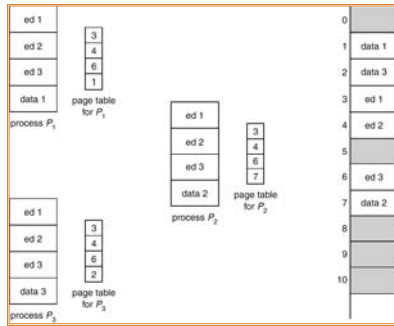 ed 1
ed 2
ed 3
data 1
process P1
3
4
6
1
page table
for P1
ed 1
ed 2
ed 3
data 2
process P2
3
4
6
7
page table
for P2
ed 1
ed 2
ed 3
data 3
process P3
3
4
6
2
page table
for P3
0
1 data 1
2 data 3
3 ed 1
4 ed 2
5
6 ed 3
7 data 2
8
9
10